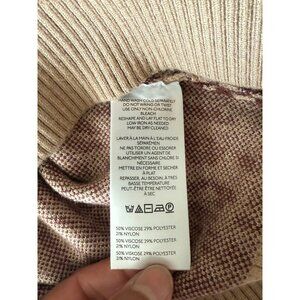 HAND WASH COLD SEPARATELY
DO NOT WRING OR TWIST
USE ONLY NON-CHLORINE
BLEACH
RESHAPE AND LAY FLAT TO DRY
LOW IRON AS NEEDED
MAY BE DRY CLEANED
LAVER À LA MAIN À L'EAU FROIDE
SÉPARÉMEN
NE PAS TORDRE OU ESSORER
UTILISER UN AGENT DE
BLANCHIMENT SANS CHLORE SI
NÉCESSAIRE
METTRE EN FORME ET SÉCHER
À PLAT
REPASSER, AU BESOIN, À TRÈS
BASSE TEMPÉRATURE
PEUT-ÊTRE ÊTRE NETTOYÉE
À SEC
50% VISCOSE 29% POLYESTER
21% NYLON
50% VISCOSE 29% POLYESTER
21% NYLON
50% VISCOSE 29% POLYESTER
21% NYLON